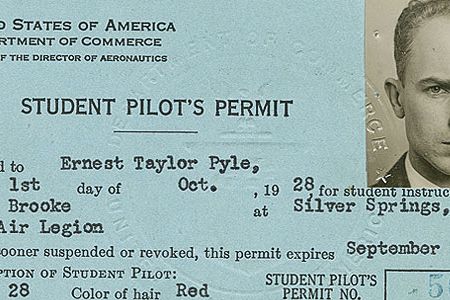 D STATES OF AMERICA
PARTMENT OF COMMERCE
OF THE DIRECTOR OF AERONAUTICS
STUDENT PILOT'S PERMIT
d to Ernest Taylor Pyle,
1st day of Oct. , 19 28, for student instruc
Brooke at Silver Springs,
Air Legion
sooner suspended or revoked, this permit expires September
PTION OF STUDENT PILOT:
28 Color of hair Red
STUDENT PILOT'S
PERMIT NO. 5